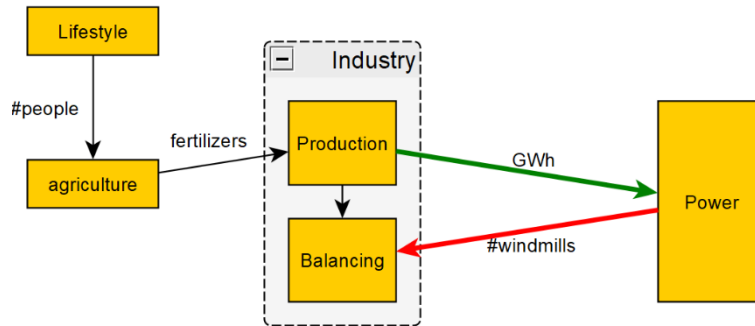 Lifestyle
Industry
#people
fertilizers
Production
GWh
agriculture
Power
#windmills
Balancing